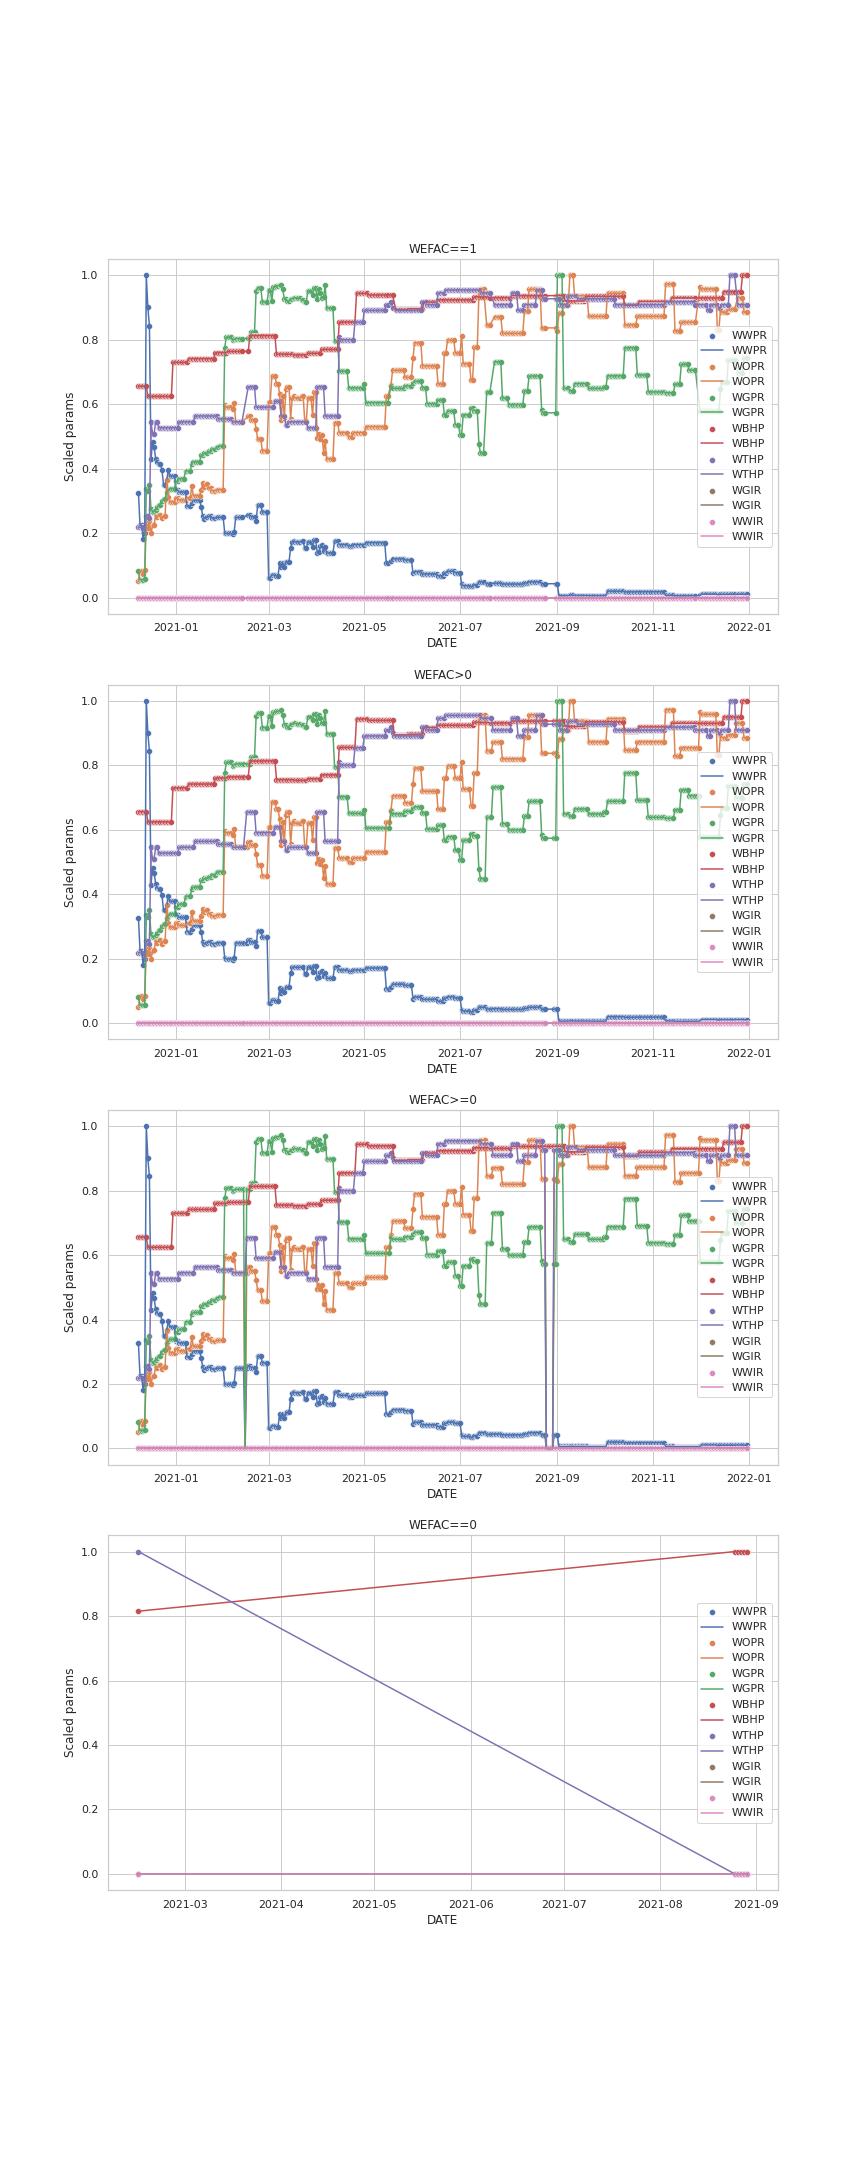 WEFAC==1
1.0
0.8
0.6
0.4
0.2
0.0
Scaled params
WWPR
WWPR
WOPR
WOPR
WGPR
WGPR
WBHP
WBHP
WTHP
WTHP
WGIR
WGIR
WWIR
WWIR
2021-01 2021-03 2021-05 2021-07 2021-09 2021-11 2022-01
DATE
WEFAC>0
1.0
0.8
0.6
0.4
0.2
0.0
Scaled params
WWPR
WWPR
WOPR
WOPR
WGPR
WGPR
WBHP
WBHP
WTHP
WTHP
WGIR
WGIR
WWIR
WWIR
2021-01 2021-03 2021-05 2021-07 2021-09 2021-11 2022-01
DATE
WEFAC>=0
1.0
0.8
0.6
0.4
0.2
0.0
Scaled params
WWPR
WWPR
WOPR
WOPR
WGPR
WGPR
WBHP
WBHP
WTHP
WTHP
WGIR
WGIR
WWIR
WWIR
2021-01 2021-03 2021-05 2021-07 2021-09 2021-11 2022-01
DATE
WEFAC==0
1.0
0.8
0.6
0.4
0.2
0.0
Scaled params
WWPR
WWPR
WOPR
WOPR
WGPR
WGPR
WBHP
WBHP
WTHP
WTHP
WGIR
WGIR
WWIR
WWIR
2021-03 2021-04 2021-05 2021-06 2021-07 2021-08 2021-09
DATE